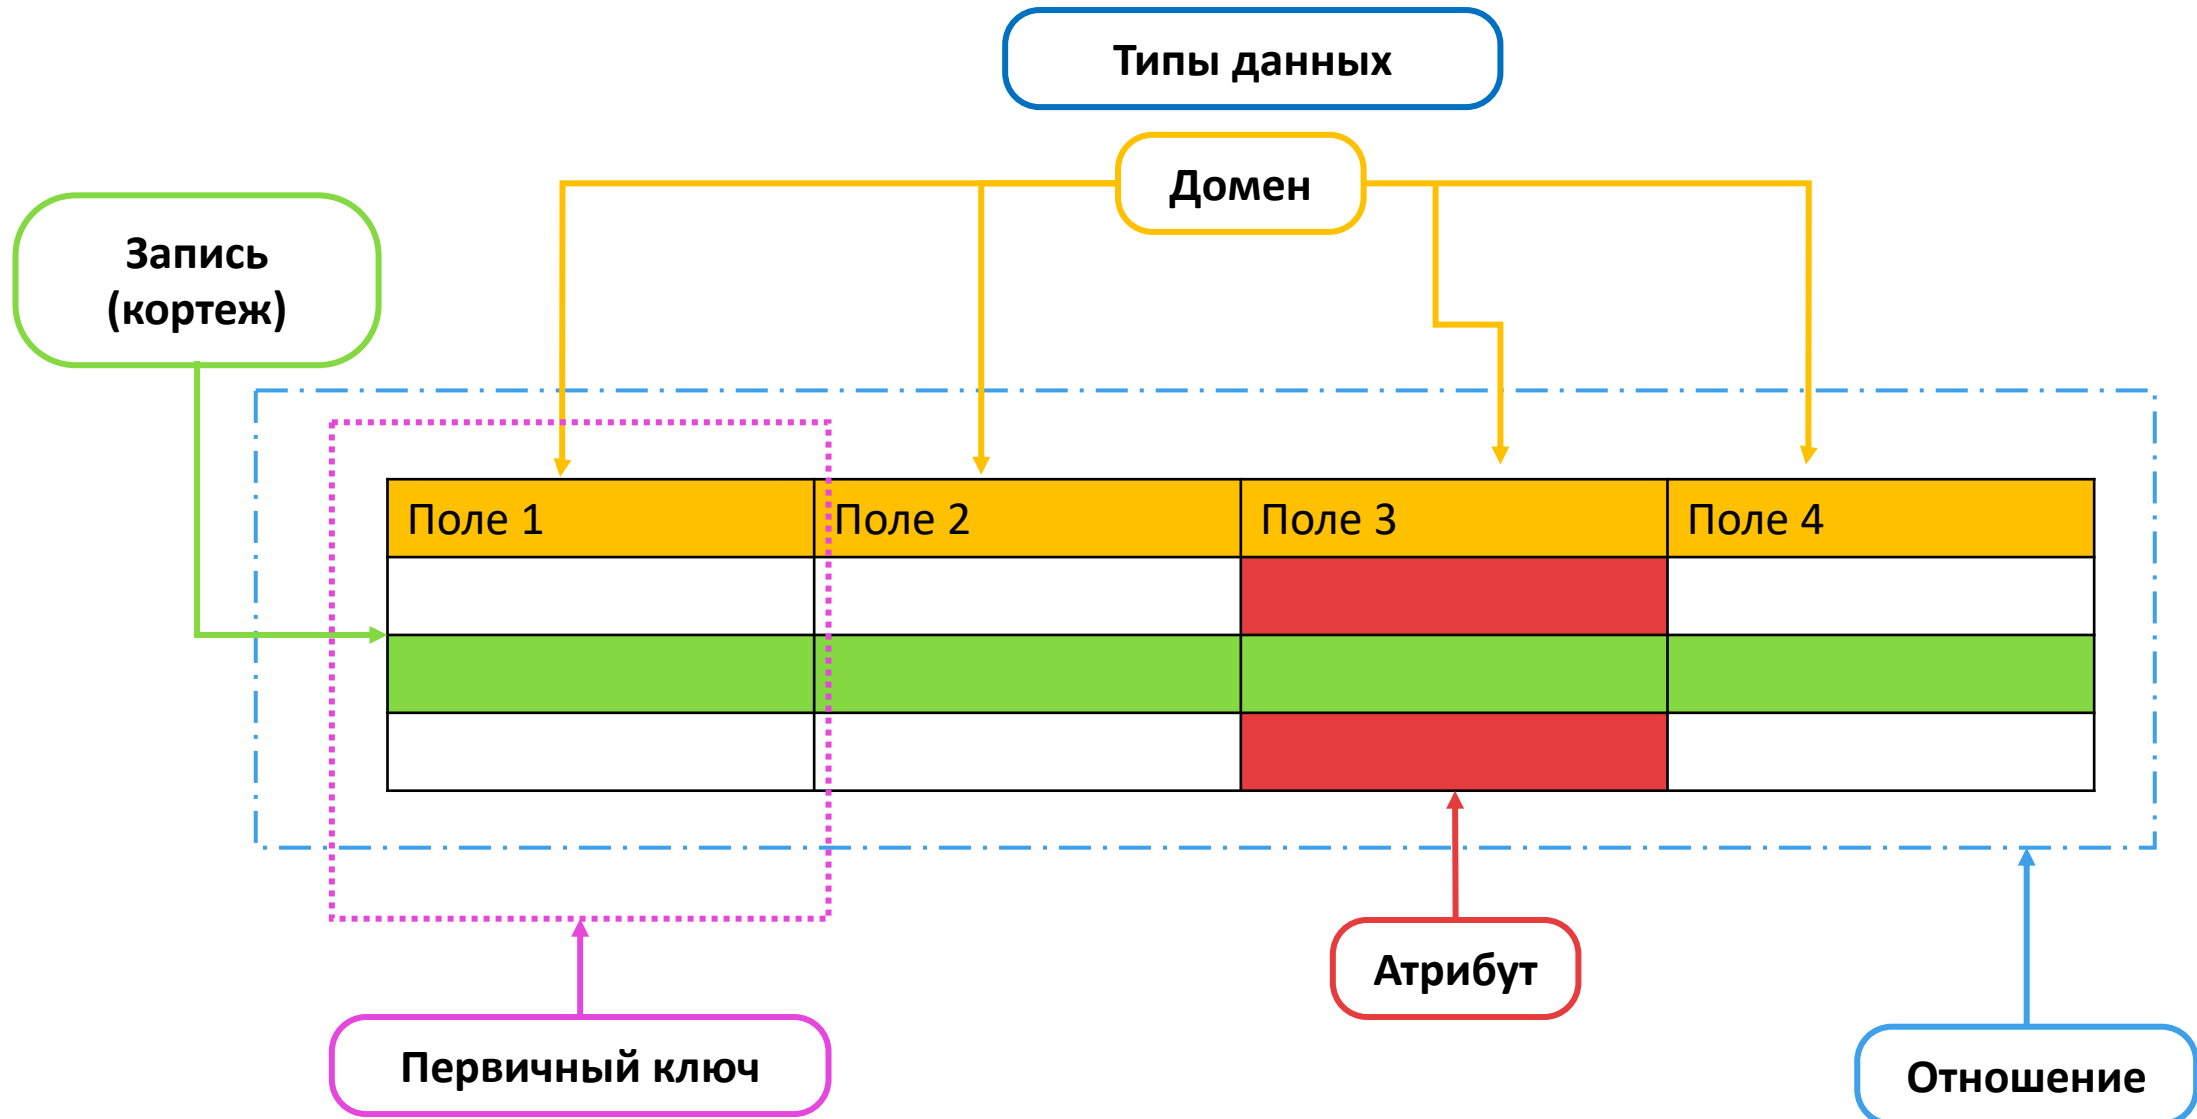 Типы данных
Домен
Запись
(кортеж)
Поле 1
Поле 2
Поле 3
Поле 4
Атрибут
Первичный ключ
Отношение